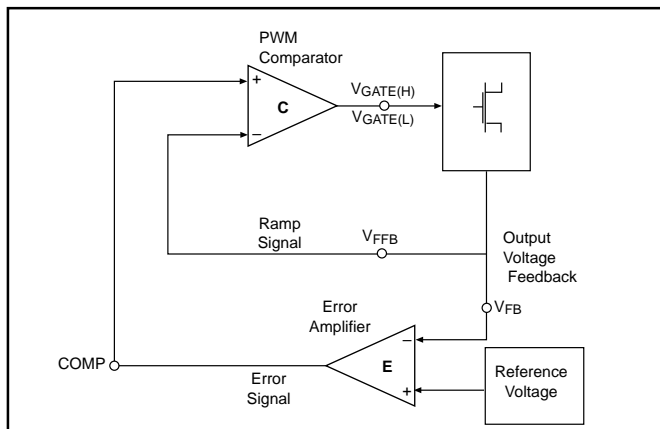 PWM
Comparator
+
C
−
VGATE(H)
VGATE(L)
Ramp
Signal
VFFB
Output
Voltage
Feedback
VFB
Error
Amplifier
−
E
+
COMP
Error
Signal
Reference
Voltage